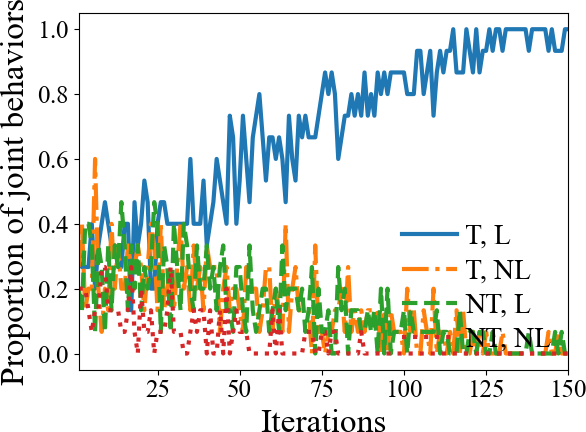 Proportion of joint behaviors
1.0
0.8
0.6
0.4
0.2
0.0
T, L
T, NL
NT, L
NT, NL
25 50 75 100 125 150
Iterations